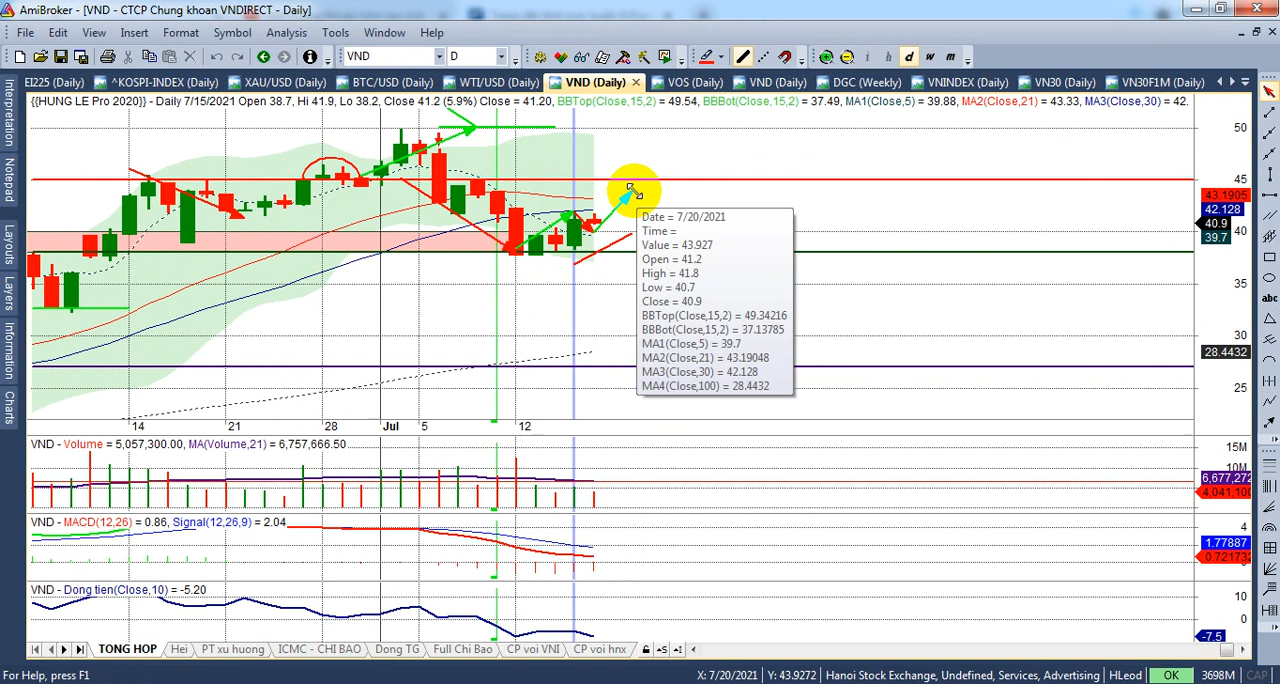 AmiBroker - [VND - CTCP Chung khoan VNDIRECT - Daily]
File Edit View Insert Format Symbol Analysis Tools Window Help
VND D i h d w m
EI225 (Daily) ^KOSPI-INDEX (Daily) XAU/USD (Daily) BTC/USD (Daily) WTI/USD (Daily) VND (Daily) VOS (Daily) VND (Daily) DGC (Weekly) VNINDEX (Daily) VN30 (Daily) VN30F1M (Daily)
{{HUNG LE Pro 2020}} - Daily 7/15/2021 Open 38.7, Hi 41.9, Lo 38.2, Close 41.2 (5.9%) Close = 41.20, BBTop(Close,15,2) = 49.54, BBBot(Close,15,2) = 37.49, MA1(Close,5) = 39.88, MA2(Close,21) = 43.33, MA3(Close,30) = 42.
Interpretation
Notepad
Layouts
Layers
Information
Charts
50
45
43.1905
42.128
40.9
40
39.7
35
30
28.4432
25
Date = 7/20/2021
Time =
Value = 43.927
Open = 41.2
High = 41.8
Low = 40.7
Close = 40.9
BBTop(Close,15,2) = 49.34216
BBBot(Close,15,2) = 37.13785
MA1(Close,5) = 39.7
MA2(Close,21) = 43.19048
MA3(Close,30) = 42.128
MA4(Close,100) = 28.4432
14 21 28 Jul 5 12
VND - Volume = 5,057,300.00, MA(Volume,21) = 6,757,666.50
15M
10M
6,677,272
4,041,100
VND - MACD(12,26) = 0.86, Signal(12,26,9) = 2.04
4
1.77887
0.721732
VND - Dong tien(Close,10) = -5.20
10
0
-7.5
abc
TONG HOP Hei PT xu huong ICMC - CHI BAO Dong TG Full Chi Bao CP voi VNI CP voi hnx
For Help, press F1 X: 7/20/2021 Y: 43.9272 Hanoi Stock Exchange, Undefined, Services, Advertising HLeod OK 3698M CAP